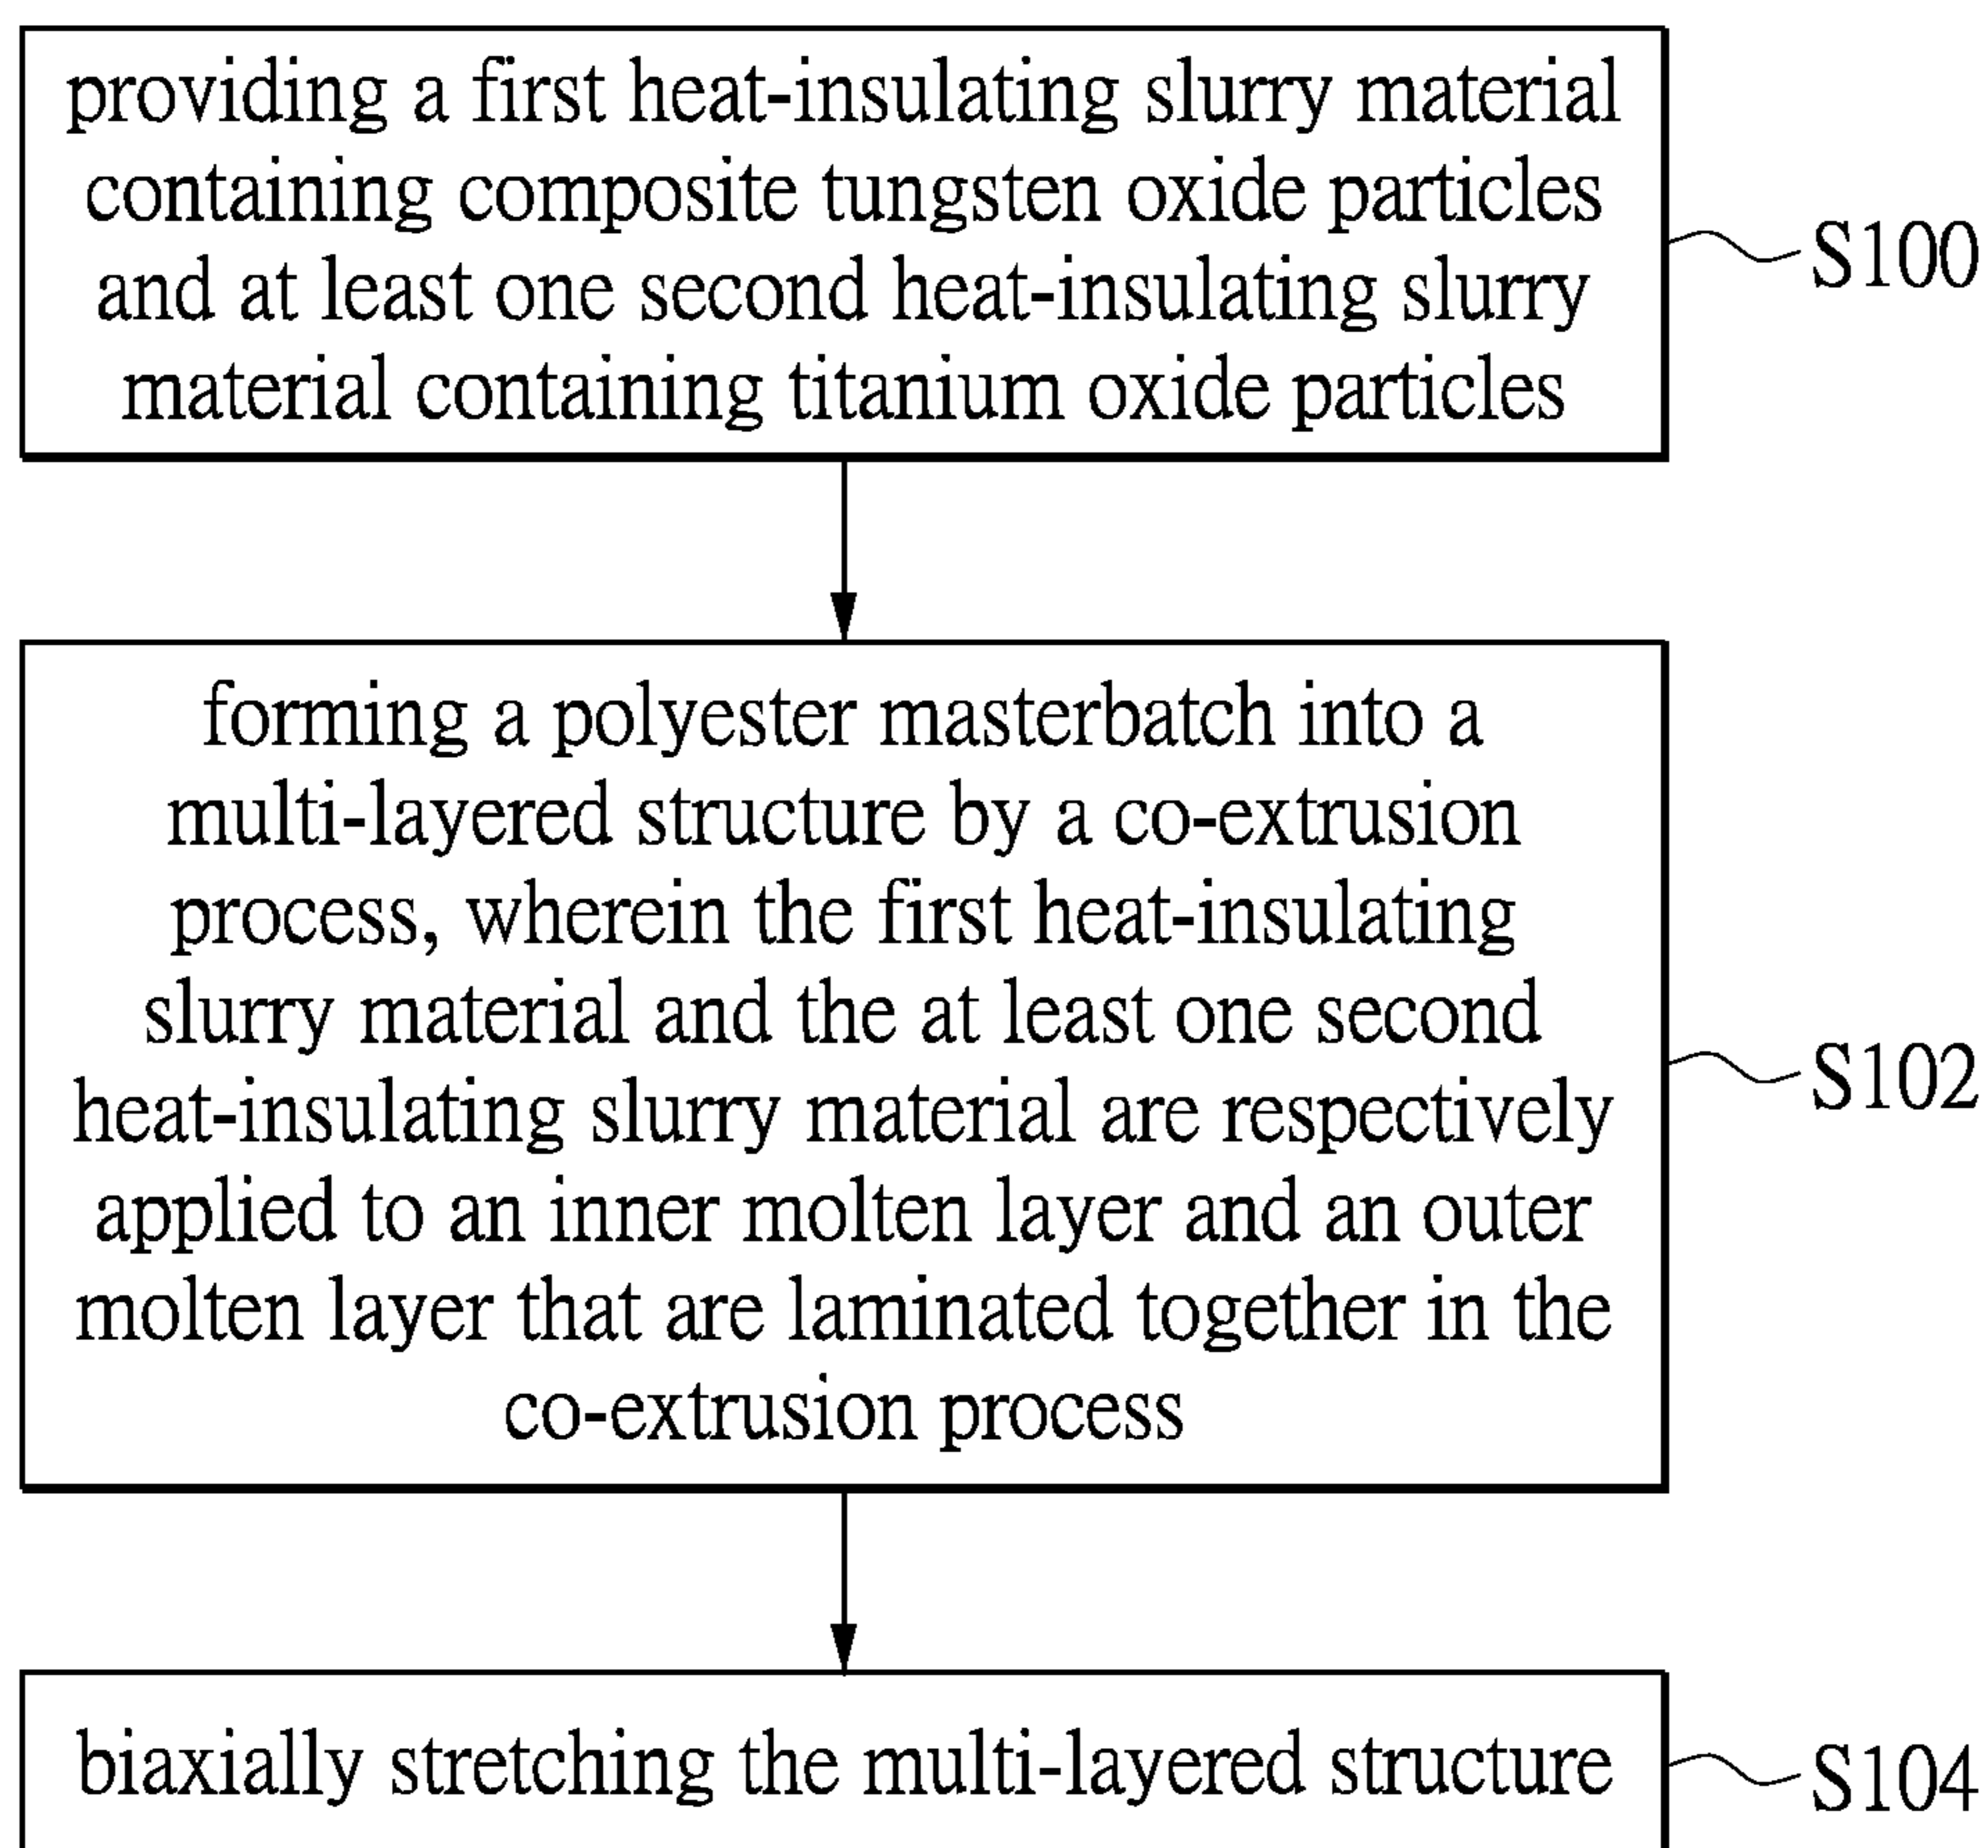 providing a first heat-insulating slurry material
containing composite tungsten oxide particles
and at least one second heat-insulating slurry
material containing titanium oxide particles
S100
forming a polyester masterbatch into a
multi-layered structure by a co-extrusion
process, wherein the first heat-insulating
slurry material and the at least one second
heat-insulating slurry material are respectively
applied to an inner molten layer and an outer
molten layer that are laminated together in the
co-extrusion process
S102
biaxially stretching the multi-layered structure
S104